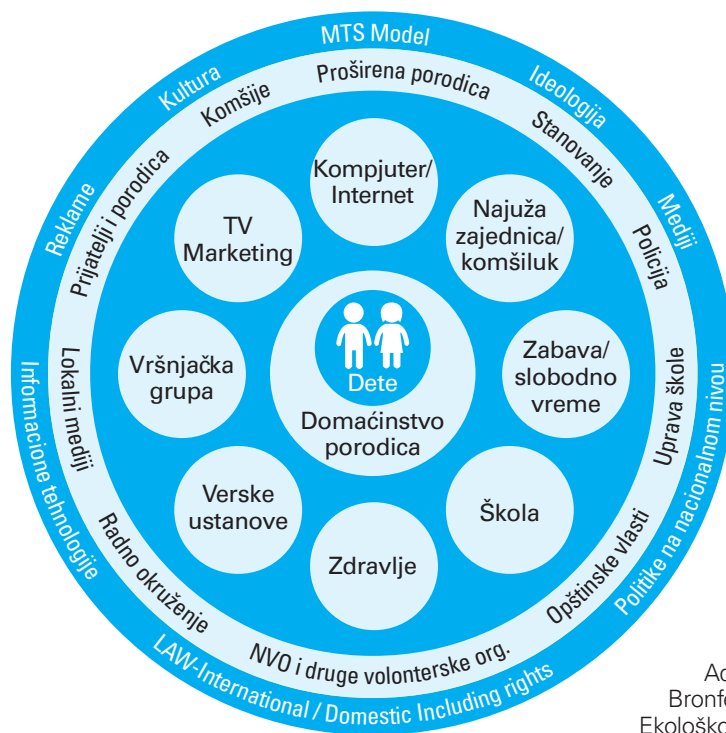 MTS Model
Ideologija
Mediji
Politike na nacionalnom nivou
LAW-International / Domestic Including rights
Informacione tehnologije
Reklame
Kultura
Proširena porodica
Stanovanje
Policija
Uprava škole
Opštinske vlasti
NVO i druge volonterske org.
Radno okruženje
Lokalni mediji
Prijatelji i porodica
Komšije
Kompjuter/
Internet
Najuža
zajednica/
komšiluk
Zabava/
slobodno
vreme
Škola
Zdravlje
Verske
ustanove
Vršnjačka
grupa
TV
Marketing
Dete
Domaćinstvo
porodica
Bronfe
Ekološko